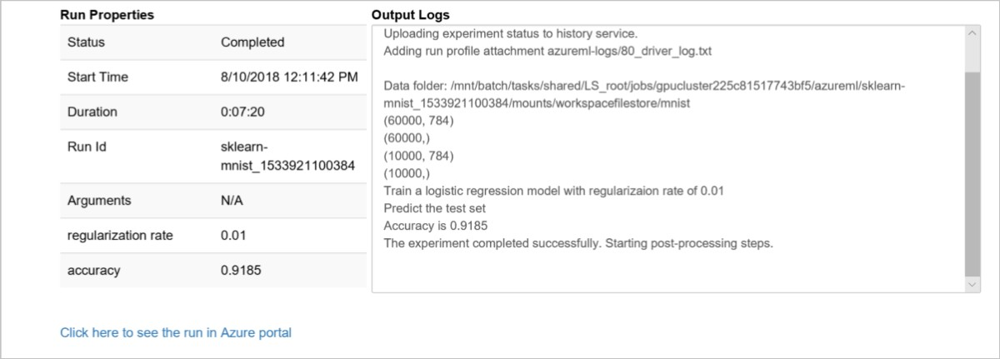 Run Properties
Status Completed
Start Time 8/10/2018 12:11:42 PM
Duration 0:07:20
Run Id sklearn-
mnist_1533921100384
Arguments N/A
regularization rate 0.01
accuracy 0.9185
Output Logs
Uploading experiment status to history service.
Adding run profile attachment azureml-logs/80_driver_log.txt
Data folder: /mnt/batch/tasks/shared/LS_root/jobs/gpucluster225c81517743bf5/azureml/sklearn-
mnist_1533921100384/mounts/workspacefilestore/mnist
(60000, 784)
(60000,)
(10000, 784)
(10000,)
Train a logistic regression model with regularizaion rate of 0.01
Predict the test set
Accuracy is 0.9185
The experiment completed successfully. Starting post-processing steps.
Click here to see the run in Azure portal